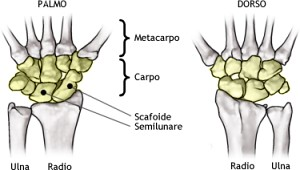 PALMO
DORSO
Metacarpo
Carpo
Scafoide
Semilunare
Ulna
Radio
Radio
Ulna